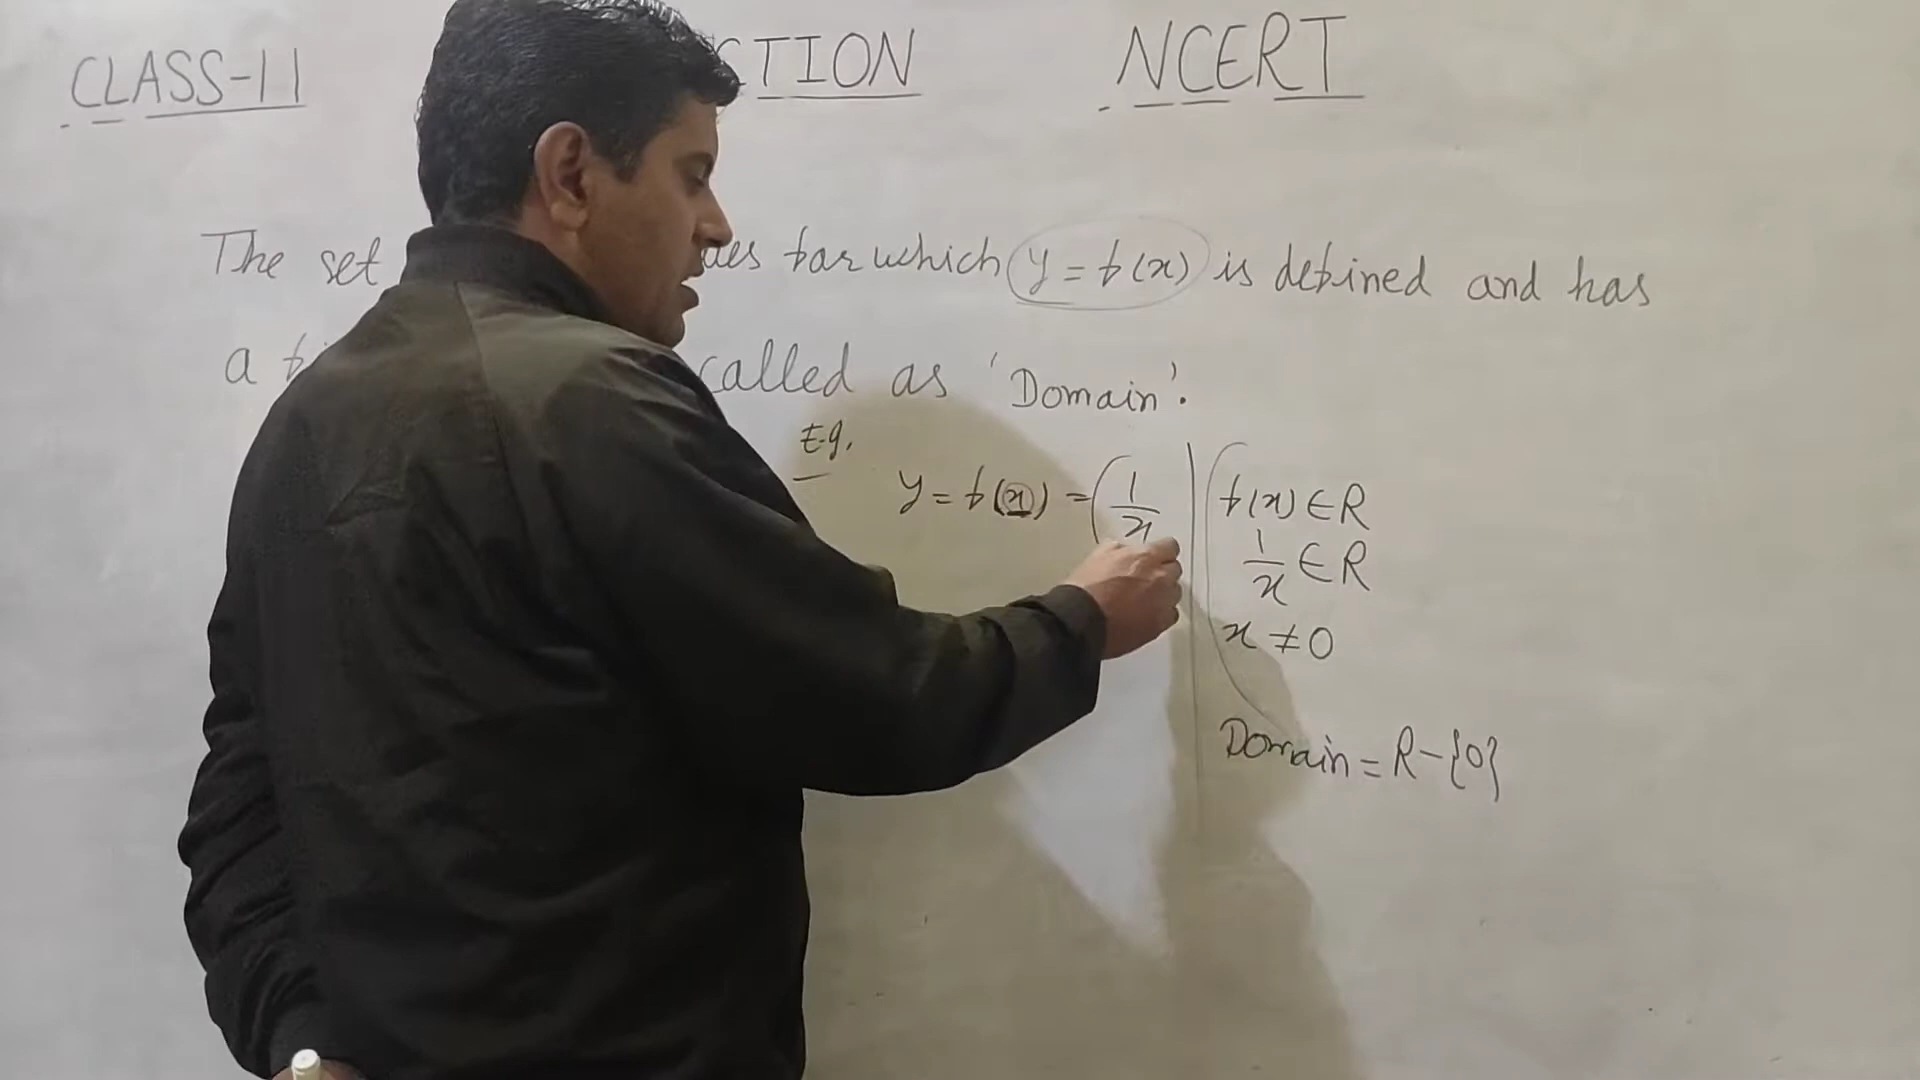 CLASS-11 CTION NCERT
The set ues for which y = f(x) is defined and has
a called as 'Domain'.
E.g.
y = f(x) = 1/x
f(x) ∈ R
1/x ∈ R
x ≠ 0
Domain = R - {0}